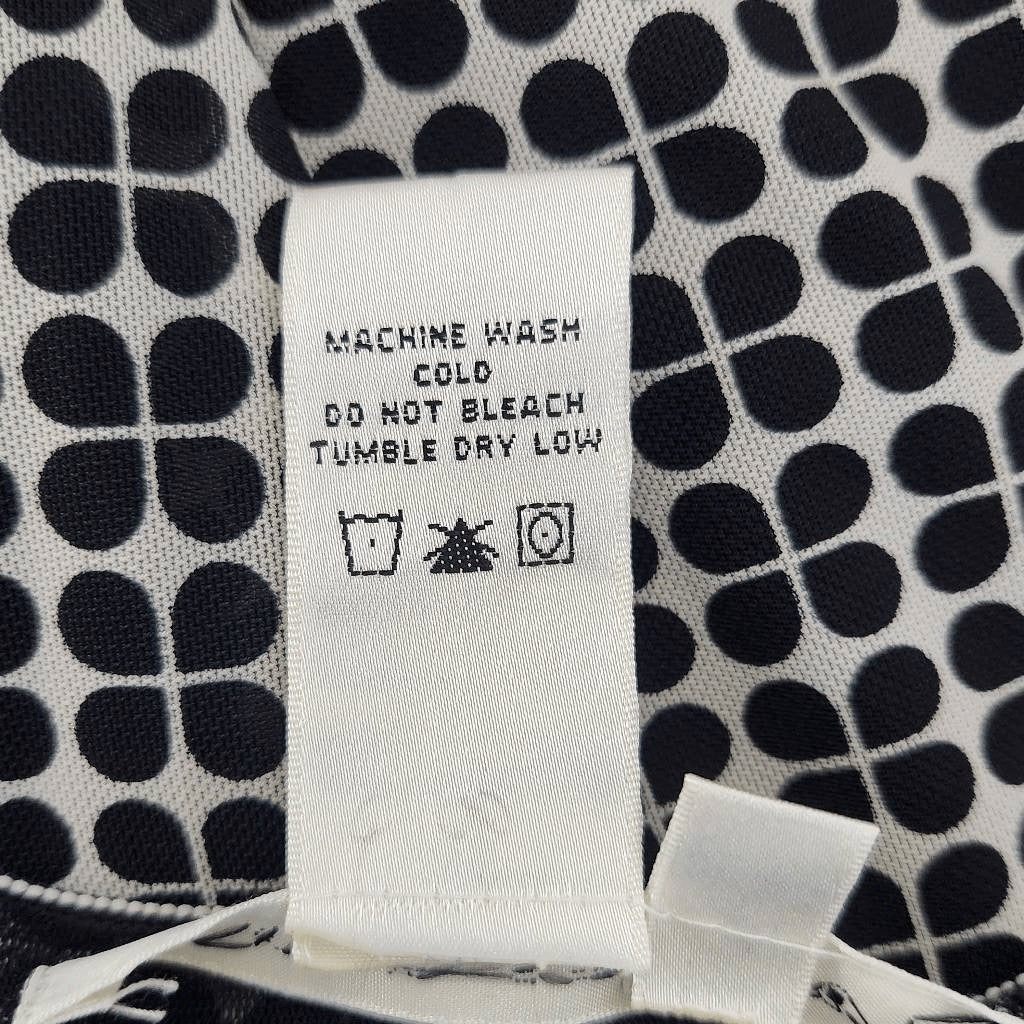 MACHINE WASH
COLD
DO NOT BLEACH
TUMBLE DRY LOW